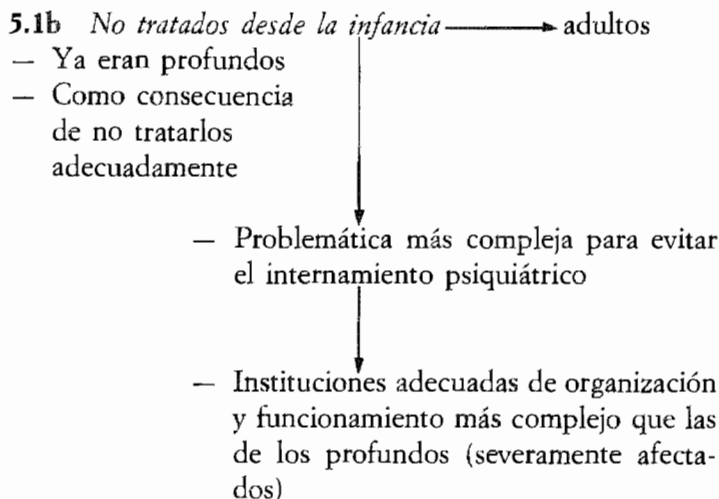 5.1b No tratados desde la infancia adultos
— Ya eran profundos
— Como consecuencia
de no tratarlos
adecuadamente
— Problemática más compleja para evitar
el internamiento psiquiátrico
— Instituciones adecuadas de organización
y funcionamiento más complejo que las
de los profundos (severamente afecta-
dos)